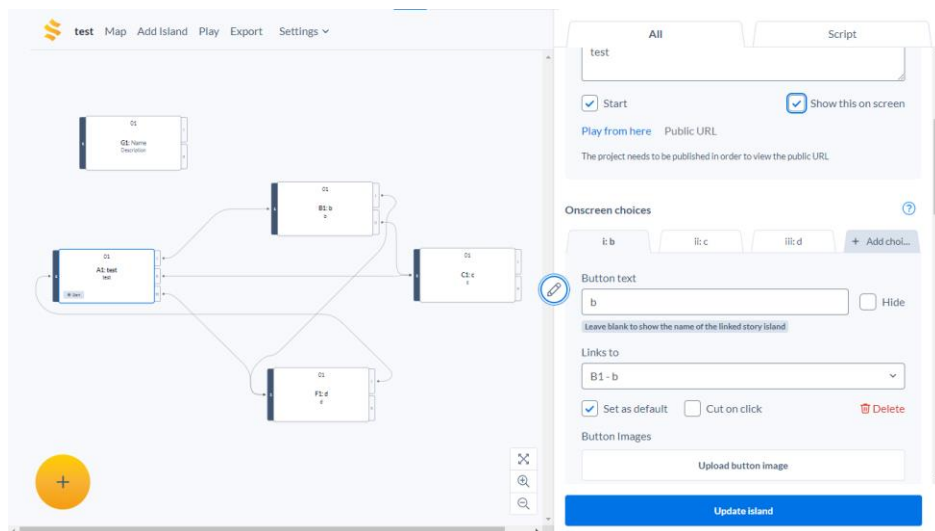 test Map Add Island Play Export Settings
01
G1: Name
Description
01
B1: b
b
01
A1: test
test
Start
01
C1: c
01
F1: d
d
+
All Script
test
Start Show this on screen
Play from here Public URL
The project needs to be published in order to view the public URL
Onscreen choices ?
i: b ii: c iii: d + Add choi...
Button text
b Hide
Leave blank to show the name of the linked story island
Links to
B1 - b
Set as default Cut on click Delete
Button Images
Upload button image
Update island